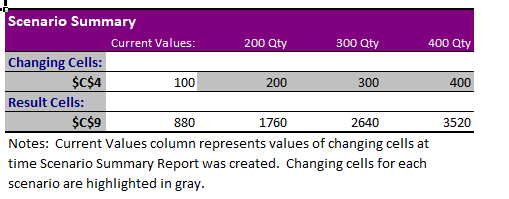 Scenario Summary
Current Values: 200 Qty 300 Qty 400 Qty
Changing Cells:
$C$4 100 200 300 400
Result Cells:
$C$9 880 1760 2640 3520
Notes: Current Values column represents values of changing cells at
time Scenario Summary Report was created. Changing cells for each
scenario are highlighted in gray.